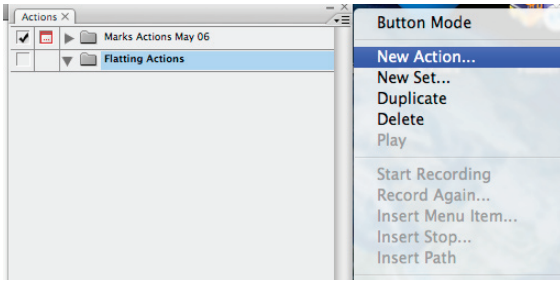 Actions
Marks Actions May 06
Flatting Actions
Button Mode
New Action...
New Set...
Duplicate
Delete
Play
Start Recording
Record Again...
Insert Menu Item...
Insert Stop...
Insert Path